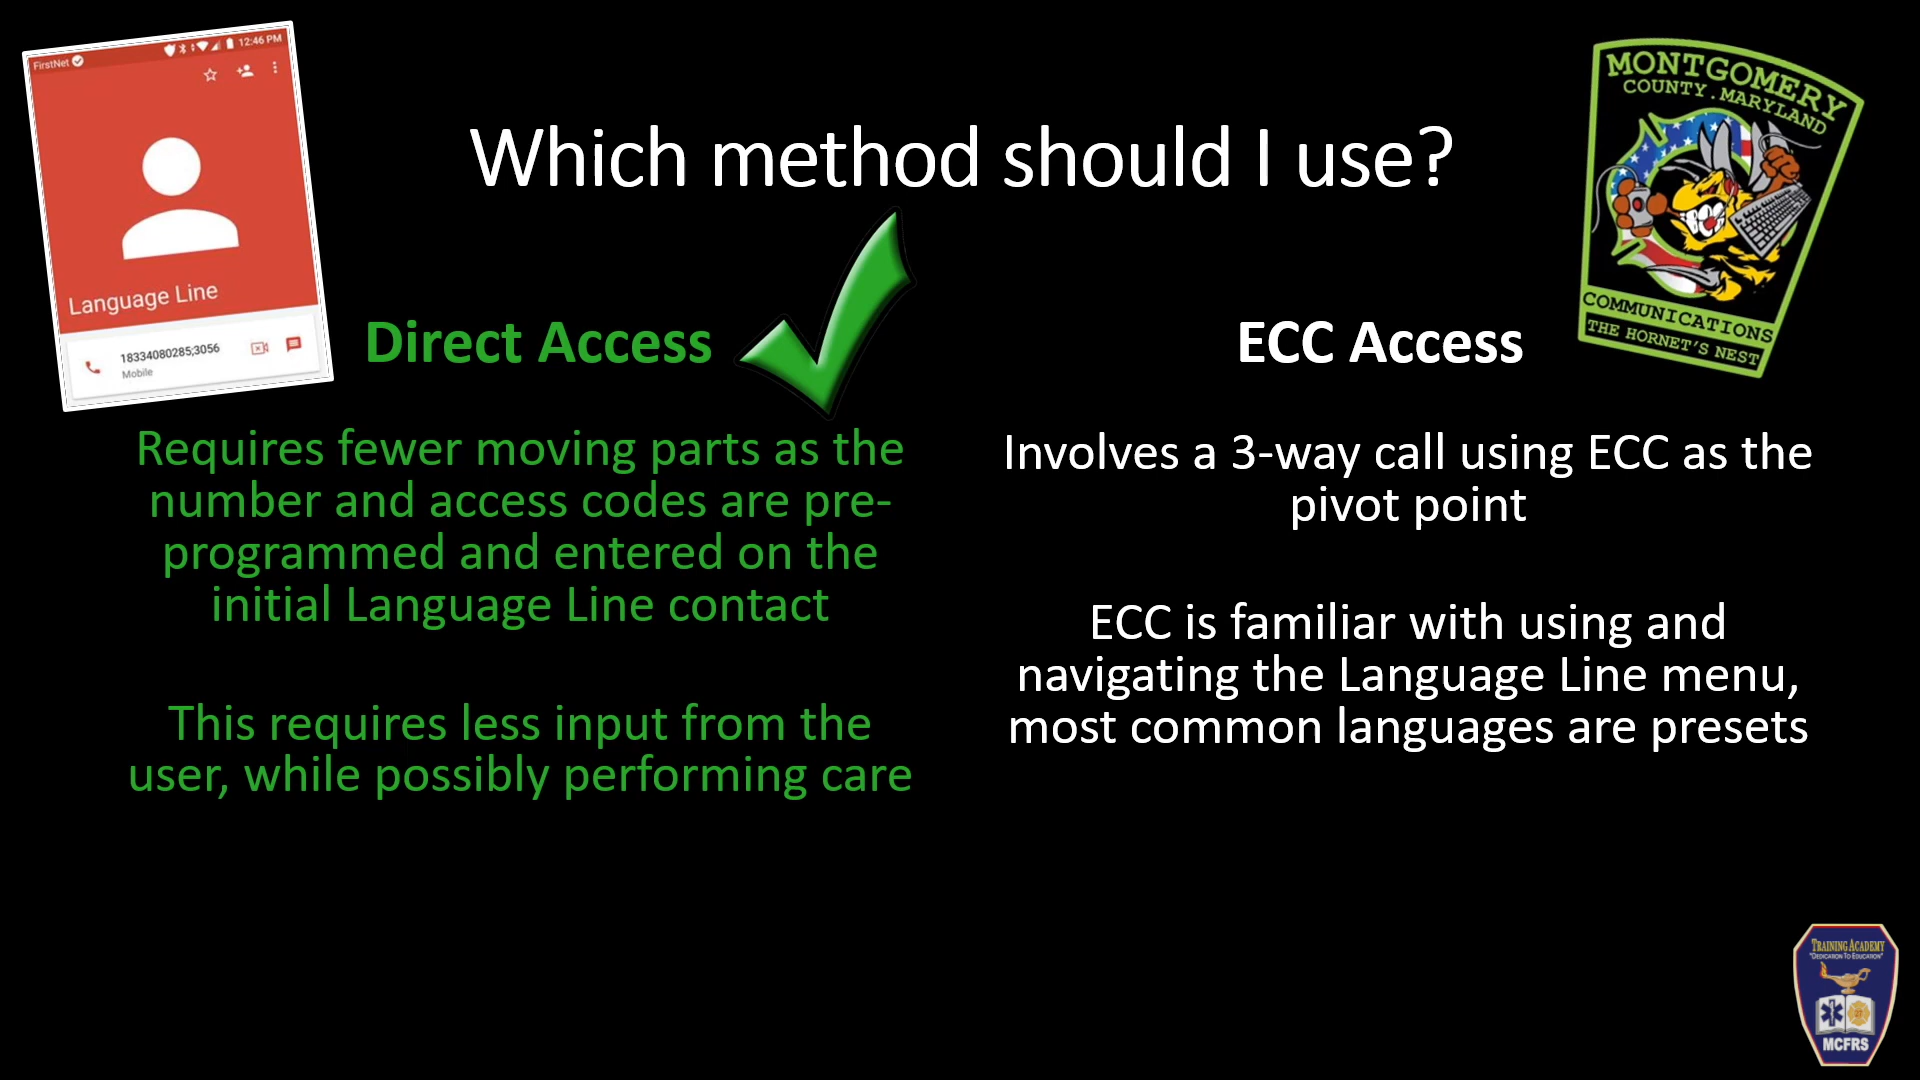 FirstNet
12:46 PM
Language Line
18334080285;3056
Mobile
Which method should I use?
MONTGOMERY
COUNTY . MARYLAND
COMMUNICATIONS
THE HORNET'S NEST
Direct Access
Requires fewer moving parts as the
number and access codes are pre-
programmed and entered on the
initial Language Line contact
This requires less input from the
user, while possibly performing care
ECC Access
Involves a 3-way call using ECC as the
pivot point
ECC is familiar with using and
navigating the Language Line menu,
most common languages are presets
TRAINING ACADEMY
"DEDICATION TO EDUCATION"
MCFRS